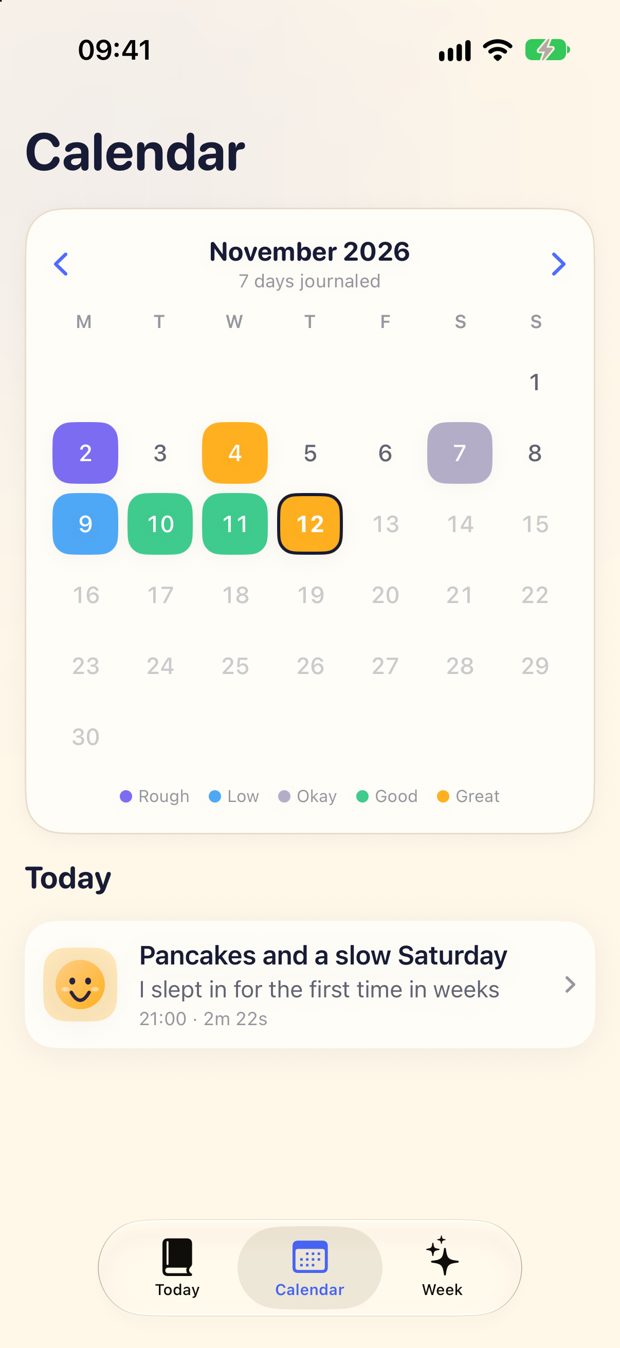 09:41
Calendar
November 2026
7 days journaled
M T W T F S S
1
2 3 4 5 6 7 8
9 10 11 12 13 14 15
16 17 18 19 20 21 22
23 24 25 26 27 28 29
30
Rough Low Okay Good Great
Today
Pancakes and a slow Saturday
I slept in for the first time in weeks
21:00 · 2m 22s
Today Calendar Week